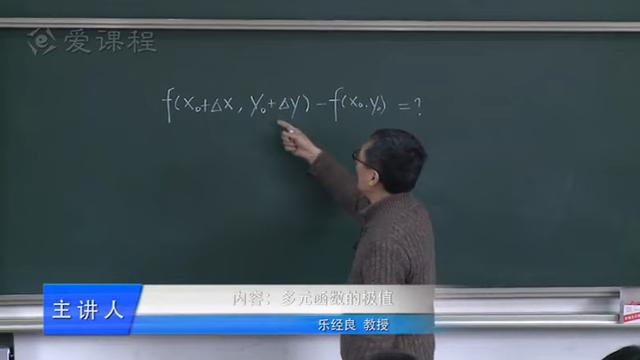 爱课程
f(x₀+Δx, y₀+Δy) − f(x₀,y₀) = ?
主讲人
内容：多元函数的极值
乐经良 教授